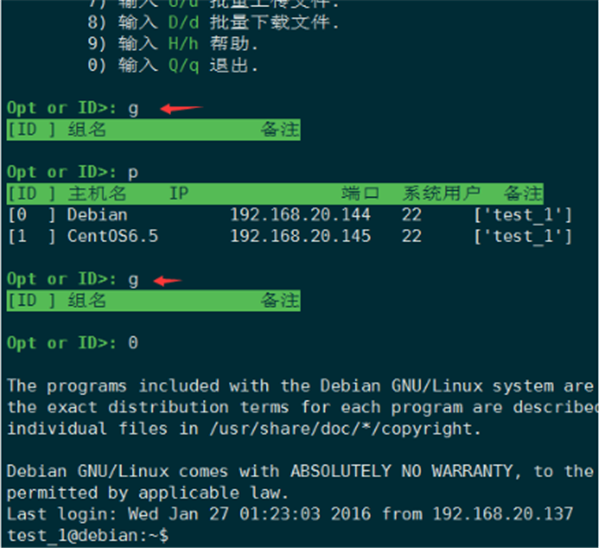 7) 输入 U/u 批量上传文件.
8) 输入 D/d 批量下载文件.
9) 输入 H/h 帮助.
0) 输入 Q/q 退出.
Opt or ID>: g
[ID ] 组名 备注
Opt or ID>: p
[ID ] 主机名 IP 端口 系统用户 备注
[0 ] Debian 192.168.20.144 22 ['test_1']
[1 ] CentOS6.5 192.168.20.145 22 ['test_1']
Opt or ID>: g
[ID ] 组名 备注
Opt or ID>: 0
The programs included with the Debian GNU/Linux system are
the exact distribution terms for each program are described
individual files in /usr/share/doc/*/copyright.
Debian GNU/Linux comes with ABSOLUTELY NO WARRANTY, to the
permitted by applicable law.
Last login: Wed Jan 27 01:23:03 2016 from 192.168.20.137
test_1@debian:~$